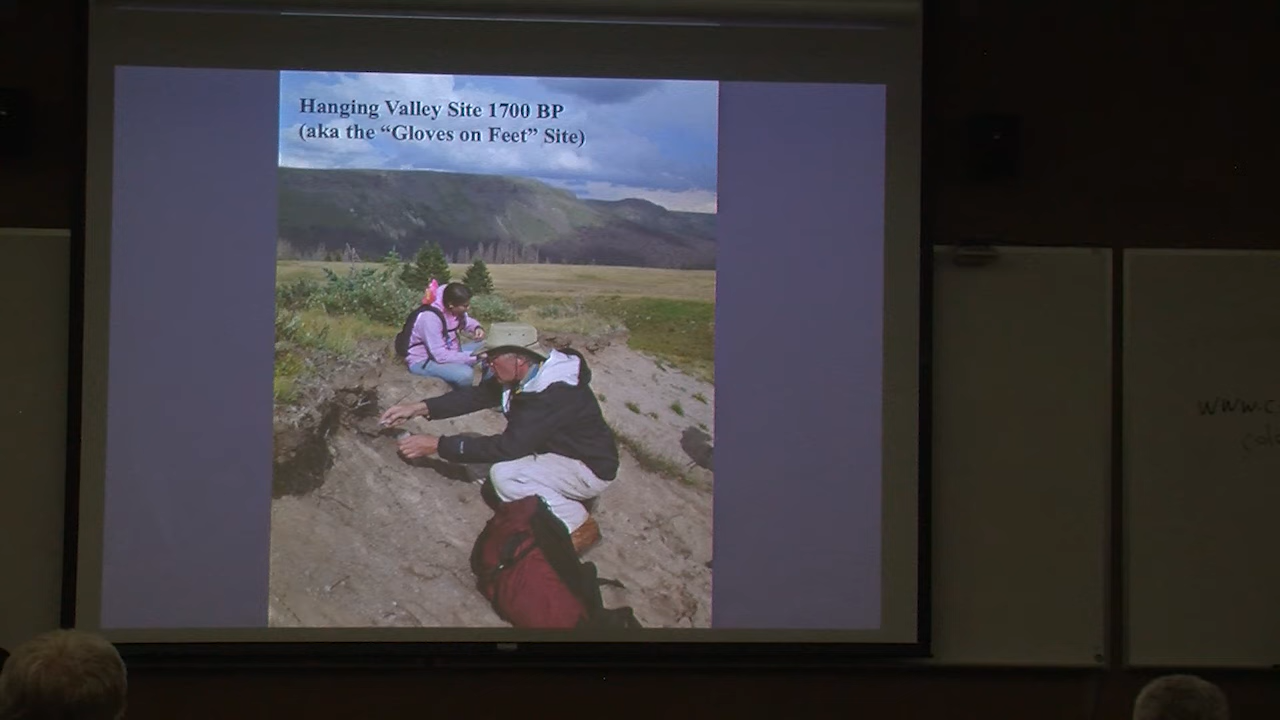 Hanging Valley Site 1700 BP
(aka the “Gloves on Feet” Site)